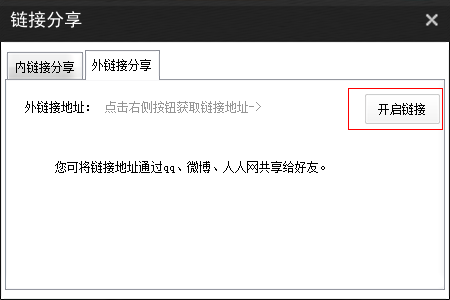 链接分享
内链接分享 外链接分享
外链接地址： 点击右侧按钮获取链接地址-> 开启链接
您可将链接地址通过qq、微博、人人网共享给好友。